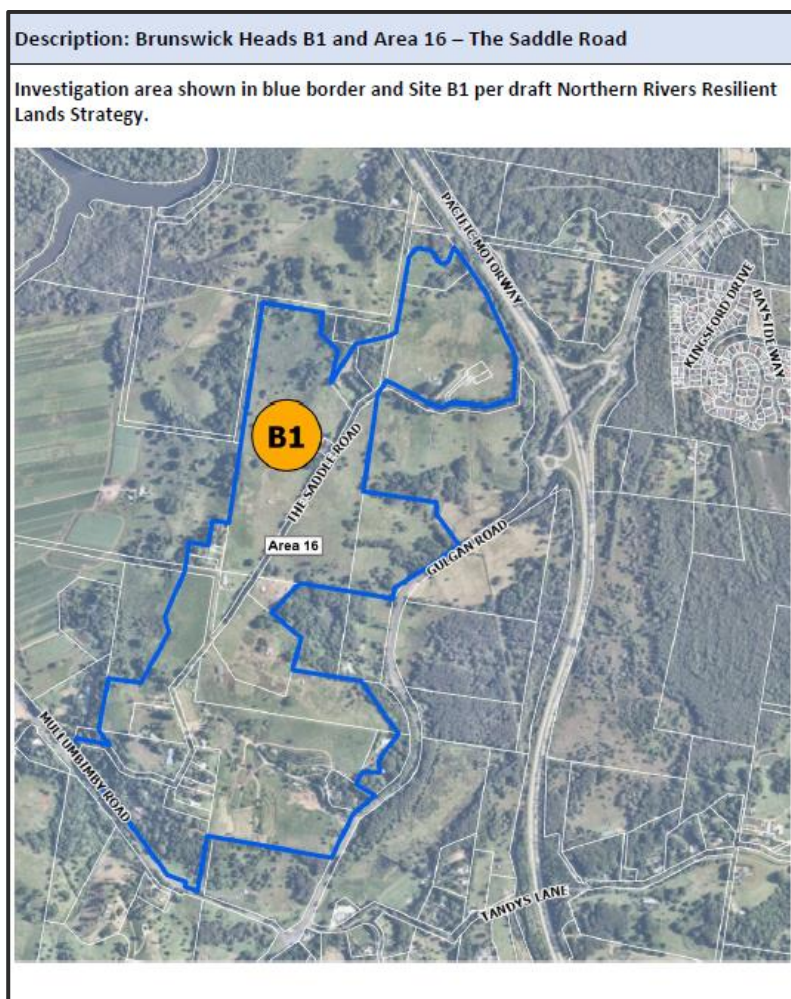 Description: Brunswick Heads B1 and Area 16 – The Saddle Road
Investigation area shown in blue border and Site B1 per draft Northern Rivers Resilient
Lands Strategy.
PACIFIC MOTORWAY
KINGSFORD DRIVE
BAYSIDE WAY
B1
THE SADDLE ROAD
Area 16
GULGAN ROAD
MULLUMBIMBY ROAD
TANDYS LANE